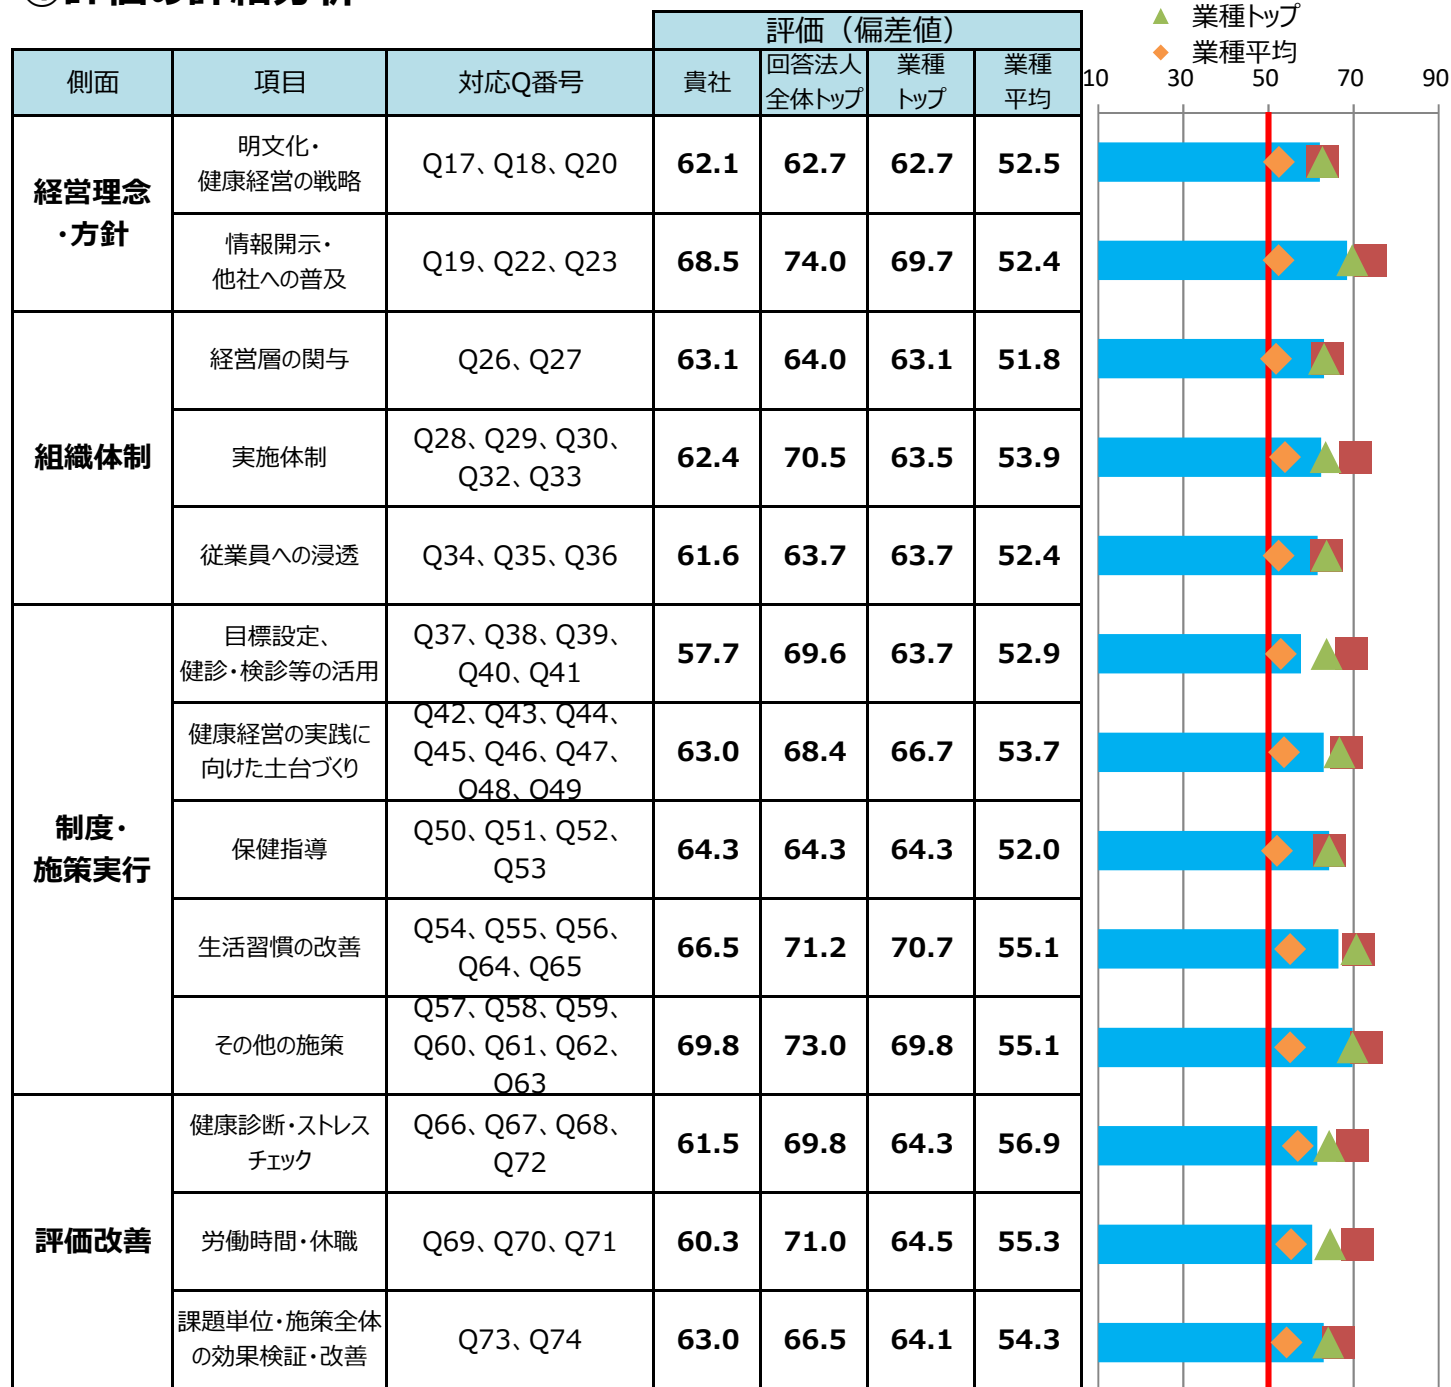 ①評価の詳細分析
▲ 業種トップ
◆ 業種平均
評価（偏差値）
側面 項目 対応Q番号 貴社 回答法人全体トップ 業種トップ 業種平均
10 30 50 70 90
経営理念・方針
明文化・健康経営の戦略 Q17、Q18、Q20 62.1 62.7 62.7 52.5
情報開示・他社への普及 Q19、Q22、Q23 68.5 74.0 69.7 52.4
組織体制
経営層の関与 Q26、Q27 63.1 64.0 63.1 51.8
実施体制 Q28、Q29、Q30、Q32、Q33 62.4 70.5 63.5 53.9
従業員への浸透 Q34、Q35、Q36 61.6 63.7 63.7 52.4
制度・施策実行
目標設定、健診・検診等の活用 Q37、Q38、Q39、Q40、Q41 57.7 69.6 63.7 52.9
健康経営の実践に向けた土台づくり Q42、Q43、Q44、Q45、Q46、Q47、Q48、Q49 63.0 68.4 66.7 53.7
保健指導 Q50、Q51、Q52、Q53 64.3 64.3 64.3 52.0
生活習慣の改善 Q54、Q55、Q56、Q64、Q65 66.5 71.2 70.7 55.1
その他の施策 Q57、Q58、Q59、Q60、Q61、Q62、Q63 69.8 73.0 69.8 55.1
評価改善
健康診断・ストレスチェック Q66、Q67、Q68、Q72 61.5 69.8 64.3 56.9
労働時間・休職 Q69、Q70、Q71 60.3 71.0 64.5 55.3
課題単位・施策全体の効果検証・改善 Q73、Q74 63.0 66.5 64.1 54.3